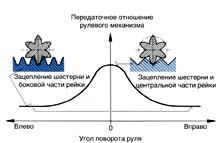 Передаточное отношение
рулевого механизма
Зацепление шестерни и
боковой части рейки
Зацепление шестерни и
центральной части рейки
Влево
0
Вправо
Угол поворота руля